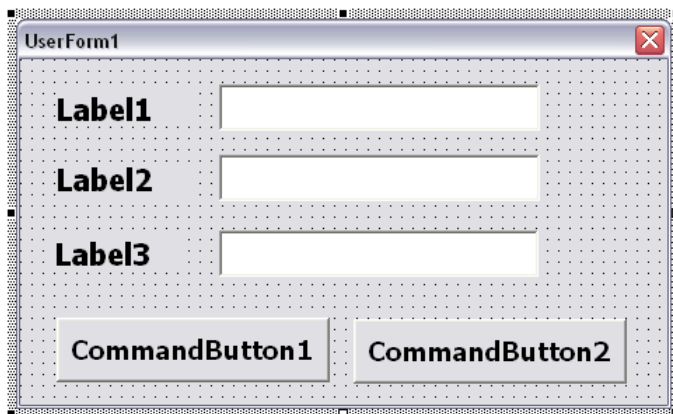 UserForm1
Label1
Label2
Label3
CommandButton1 CommandButton2